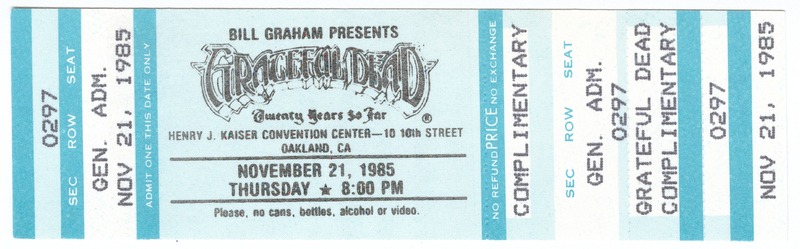 0297
SEC ROW SEAT
GEN. ADM.
NOV 21, 1985
ADMIT ONE THIS DATE ONLY
BILL GRAHAM PRESENTS
GRATEFUL DEAD
Twenty Years So Far ®
HENRY J. KAISER CONVENTION CENTER—10 10th STREET
OAKLAND, CA
NOVEMBER 21, 1985
THURSDAY ★ 8:00 PM
Please, no cans, bottles, alcohol or video.
NO REFUND PRICE NO EXCHANGE
COMPLIMENTARY
SEC ROW SEAT
GEN. ADM.
0297
GRATEFUL DEAD
COMPLIMENTARY
0297
NOV 21, 1985